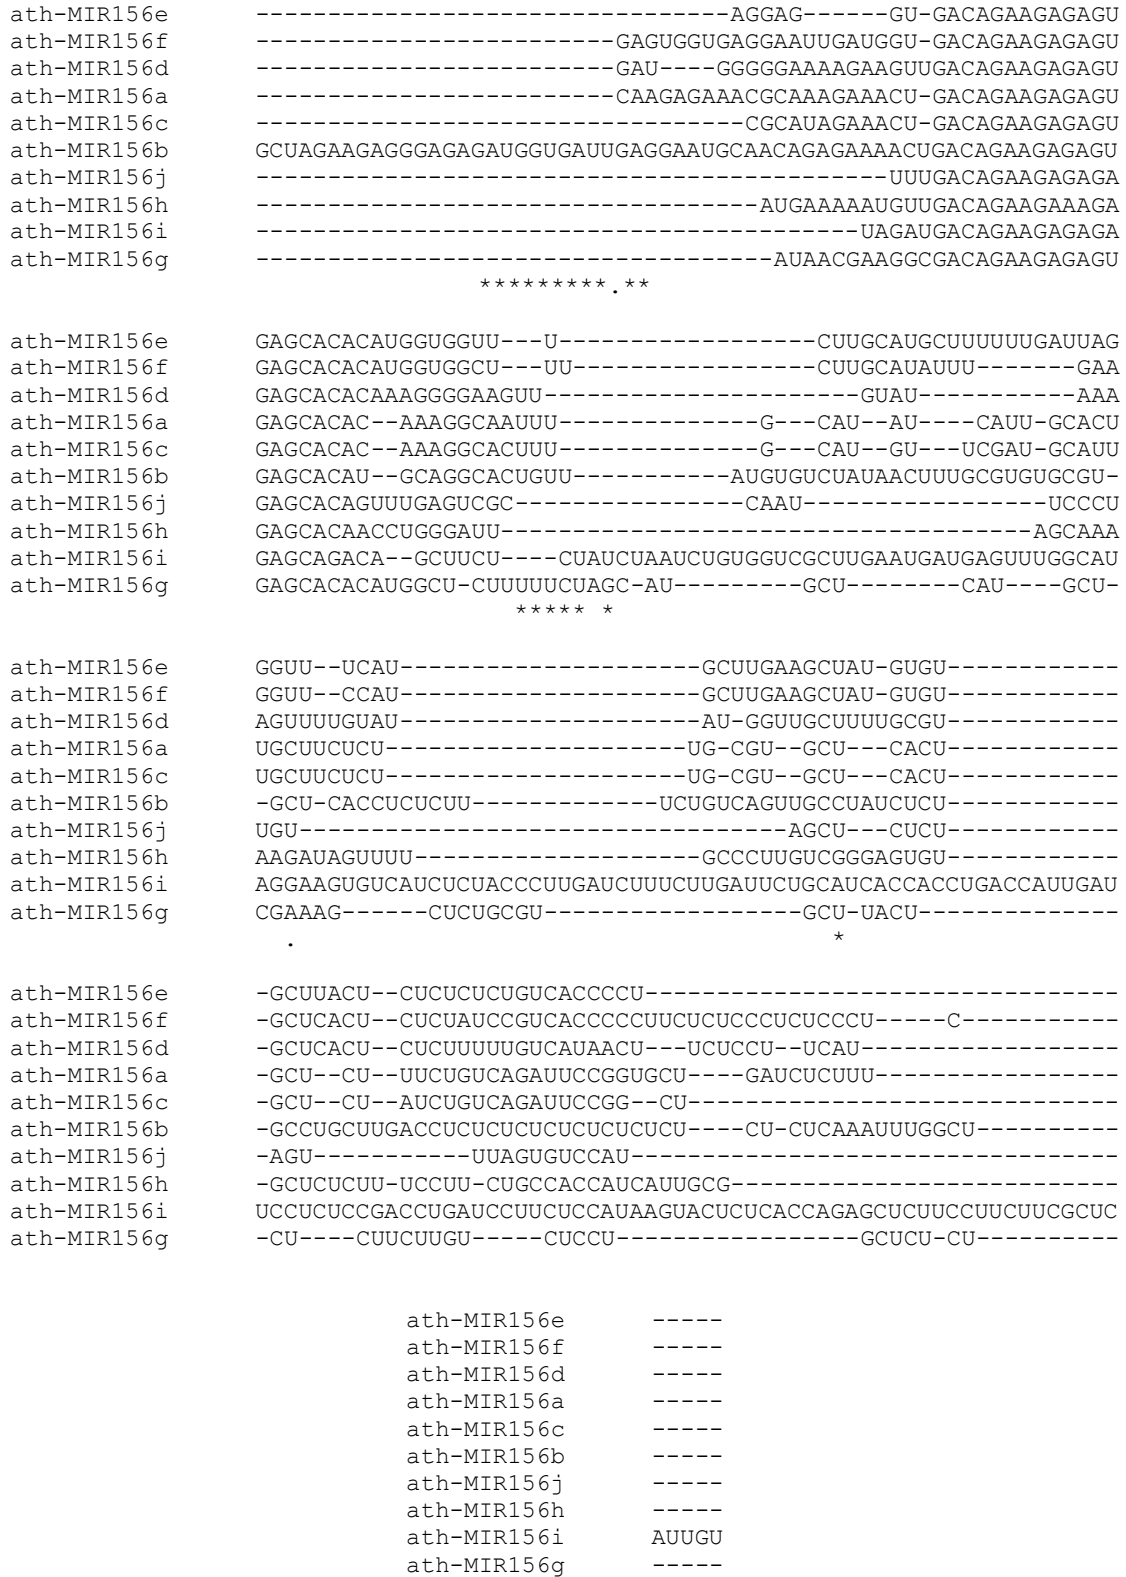 ath-MIR156e ---------------------------------AGGAG------GU-GACAGAAGAGAGU
ath-MIR156f -------------------------GAGUGGUGAGGAAUUGAUGGU-GACAGAAGAGAGU
ath-MIR156d -------------------------GAU----GGGGGAAAAGAAGUUGACAGAAGAGAGU
ath-MIR156a -------------------------CAAGAGAAACGCAAAGAAACU-GACAGAAGAGAGU
ath-MIR156c ----------------------------------CGCAUAGAAACU-GACAGAAGAGAGU
ath-MIR156b GCUAGAAGAGGGAGAGAUGGUGAUUGAGGAAUGCAACAGAGAAAACUGACAGAAGAGAGU
ath-MIR156j --------------------------------------------UUUGACAGAAGAGAGA
ath-MIR156h -----------------------------------AUGAAAAAUGUUGACAGAAGAAAGA
ath-MIR156i ------------------------------------------UAGAUGACAGAAGAGAGA
ath-MIR156g ------------------------------------AUAACGAAGGCGACAGAAGAGAGU
*********.**
ath-MIR156e GAGCACACAUGGUGGUU---U------------------CUUGCAUGCUUUUUUGAUUAG
ath-MIR156f GAGCACACAUGGUGGCU---UU-----------------CUUGCAUAUUU-------GAA
ath-MIR156d GAGCACACAAAGGGGAAGUU----------------------GUAU-----------AAA
ath-MIR156a GAGCACAC--AAAGGCAAUUU--------------G---CAU--AU----CAUU-GCACU
ath-MIR156c GAGCACAC--AAAGGCACUUU--------------G---CAU--GU---UCGAU-GCAUU
ath-MIR156b GAGCACAU--GCAGGCACUGUU-----------AUGUGUCUAUAACUUUGCGUGUGCGU-
ath-MIR156j GAGCACAGUUUGAGUCGC----------------CAAU-----------------UCCCU
ath-MIR156h GAGCACAACCUGGGAUU-------------------------------------AGCAAA
ath-MIR156i GAGCAGACA--GCUUCU----CUAUCUAAUCUGUGGUCGCUUGAAUGAUGAGUUUGGCAU
ath-MIR156g GAGCACACAUGGCU-CUUUUUCUAGC-AU---------GCU--------CAU----GCU-
***** *
ath-MIR156e GGUU--UCAU---------------------GCUUGAAGCUAU-GUGU------------
ath-MIR156f GGUU--CCAU---------------------GCUUGAAGCUAU-GUGU------------
ath-MIR156d AGUUUUGUAU---------------------AU-GGUUGCUUUUGCGU------------
ath-MIR156a UGCUUCUCU---------------------UG-CGU--GCU---CACU------------
ath-MIR156c UGCUUCUCU---------------------UG-CGU--GCU---CACU------------
ath-MIR156b -GCU-CACCUCUCUU-------------UCUGUCAGUUGCCUAUCUCU------------
ath-MIR156j UGU----------------------------------AGCU---CUCU------------
ath-MIR156h AAGAUAGUUUU--------------------GCCCUUGUCGGGAGUGU------------
ath-MIR156i AGGAAGUGUCAUCUCUACCCUUGAUCUUUCUUGAUUCUGCAUCACCACCUGACCAUUGAU
ath-MIR156g CGAAAG------CUCUGCGU------------------GCU-UACU--------------
. *
ath-MIR156e -GCUUACU--CUCUCUCUGUCACCCCU---------------------------------
ath-MIR156f -GCUCACU--CUCUAUCCGUCACCCCCUUCUCUCCCUCUCCCU-----C-----------
ath-MIR156d -GCUCACU--CUCUUUUUGUCAUAACU---UCUCCU--UCAU------------------
ath-MIR156a -GCU--CU--UUCUGUCAGAUUCCGGUGCU----GAUCUCUUU-----------------
ath-MIR156c -GCU--CU--AUCUGUCAGAUUCCGG--CU------------------------------
ath-MIR156b -GCCUGCUUGACCUCUCUCUCUCUCUCUCU----CU-CUCAAAUUUGGCU----------
ath-MIR156j -AGU-----------UUAGUGUCCAU----------------------------------
ath-MIR156h -GCUCUCUU-UCCUU-CUGCCACCAUCAUUGCG---------------------------
ath-MIR156i UCCUCUCCGACCUGAUCCUUCUCCAUAAGUACUCUCACCAGAGCUCUUCCUUCUUCGCUC
ath-MIR156g -CU----CUUCUUGU-----CUCCU-----------------GCUCU-CU----------
ath-MIR156e -----
ath-MIR156f -----
ath-MIR156d -----
ath-MIR156a -----
ath-MIR156c -----
ath-MIR156b -----
ath-MIR156j -----
ath-MIR156h -----
ath-MIR156i AUUGU
ath-MIR156g -----